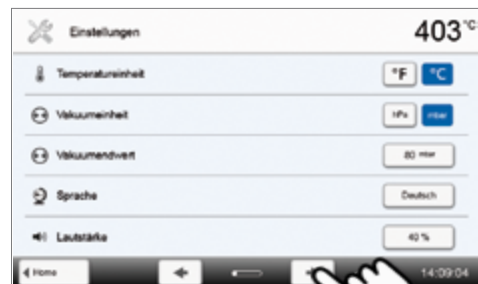 Einstellungen 403 °C
Temperatureinheit °F °C
Vakuumeinheit hPa mbar
Vakuumendwert 80 mbar
Sprache Deutsch
Lautstärke 40 %
Home 14:09:04